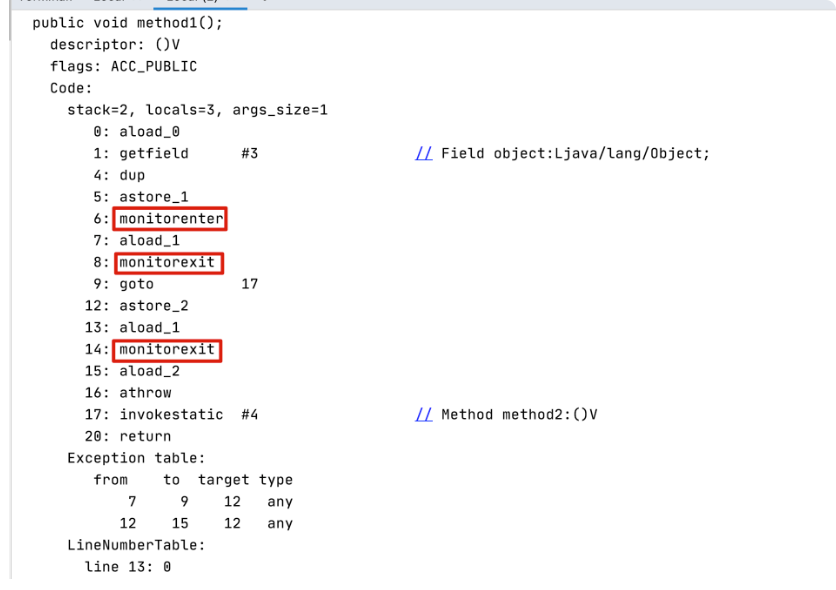 public void method1();
descriptor: ()V
flags: ACC_PUBLIC
Code:
stack=2, locals=3, args_size=1
0: aload_0
1: getfield #3 // Field object:Ljava/lang/Object;
4: dup
5: astore_1
6: monitorenter
7: aload_1
8: monitorexit
9: goto 17
12: astore_2
13: aload_1
14: monitorexit
15: aload_2
16: athrow
17: invokestatic #4 // Method method2:()V
20: return
Exception table:
from to target type
7 9 12 any
12 15 12 any
LineNumberTable:
line 13: 0